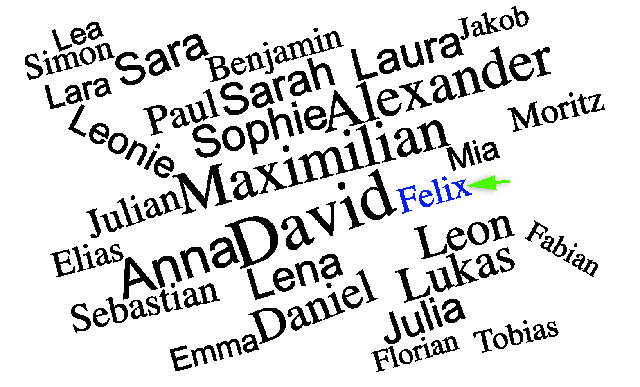 Lea
Simon
Lara
Sara
Benjamin
Laura
Jakob
Leonie
Paul
Sarah
Sophie
Alexander
Moritz
Julian
Maximilian
Mia
Elias
Anna
David
Felix
Sebastian
Lena
Leon
Fabian
Emma
Daniel
Lukas
Julia
Florian
Tobias